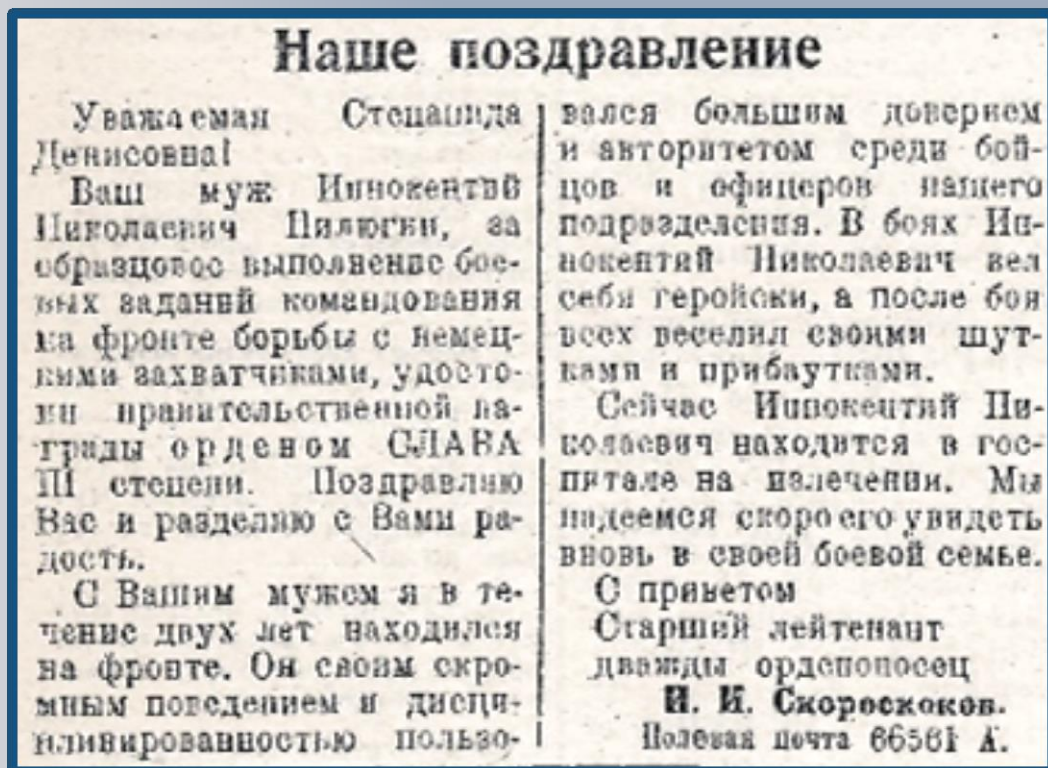 Наше поздравление
Уважаемая Степанида
Денисовна!
Ваш муж Иннокентий
Николаевич Пилюгин, за
образцовое выполнение бое-
вых заданий командования
на фронте борьбы с немец-
кими захватчиками, удосто-
ен правительственной на-
грады орденом СЛАВА
III степени. Поздравляю
Вас и разделяю с Вами ра-
дость.
С Вашим мужем я в те-
чение двух лет находился
на фронте. Он своим скро-
мным поведением и дисци-
плинированностью пользо-
вался большим доверием
и авторитетом среди бой-
цов и офицеров нашего
подразделения. В боях Ин-
нокентий Николаевич вел
себя геройски, а после боя
всех веселил своими шут-
ками и прибаутками.
Сейчас Иннокентий Ни-
колаевич находится в гос-
питале на излечении. Мы
надеемся скоро его увидеть
вновь в своей боевой семье.
С приветом
Старший лейтенант
дважды орденоносец
И. И. Скороскоков.
Полевая почта 66561 А.